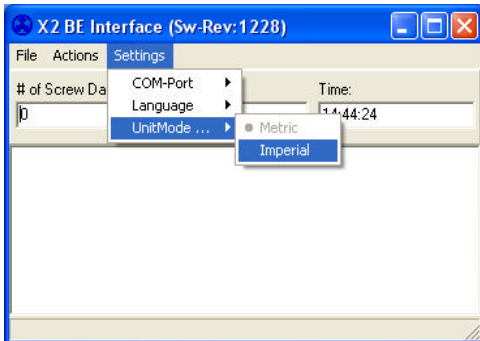 X2 BE Interface (Sw-Rev:1228)
File Actions Settings
# of Screw Da
Time:
0
14:44:24
COM-Port
Language
UnitMode ...
Metric
Imperial